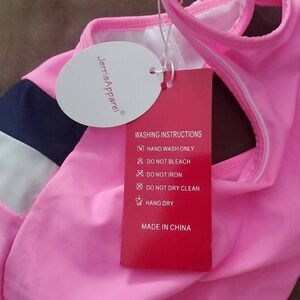 JerrisApparel®
WASHING INSTRUCTIONS
HAND WASH ONLY
DO NOT BLEACH
DO NOT IRON
DO NOT DRY CLEAN
HANG DRY
MADE IN CHINA